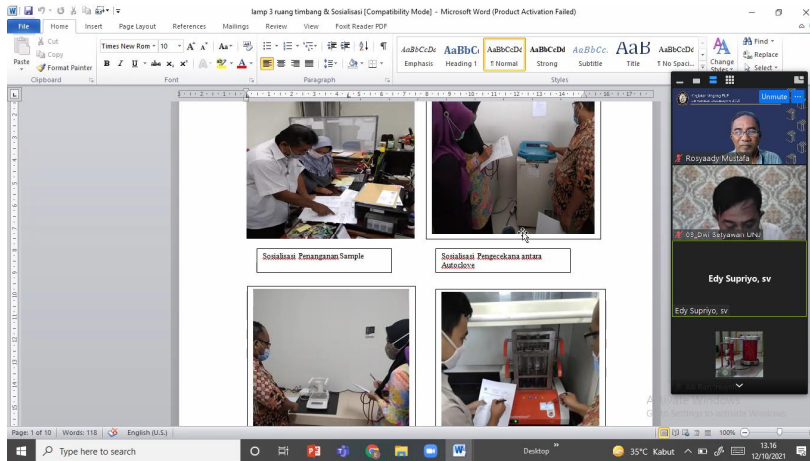 lamp 3 ruang timbang & Sosialisasi [Compatibility Mode] - Microsoft Word (Product Activation Failed)
File Home Insert Page Layout References Mailings Review View Foxit Reader PDF
Paste
Cut
Copy
Format Painter
Clipboard
Times New Rom 10
Font
Paragraph
AaBbCcDc AaBbC AaBbCcDd AaBbCcDd AaBbCc. AaB AaBbCcDd
Emphasis Heading 1 ¶ Normal Strong Subtitle Title ¶ No Spaci...
Change
Styles
Styles
Find
Replace
Select
Unmute
Rosyaady Mustafa
03_Dwi Setyawan UNJ
Edy Supriyo, sv
Edy Supriyo, sv
Sosialisasi Penanganan Sample
Sosialisasi Pengecekana antara
Autoclove
Page: 1 of 10 Words: 118 English (U.S.) 100%
Type here to search
Desktop
35°C Kabut
13.16
12/10/2021